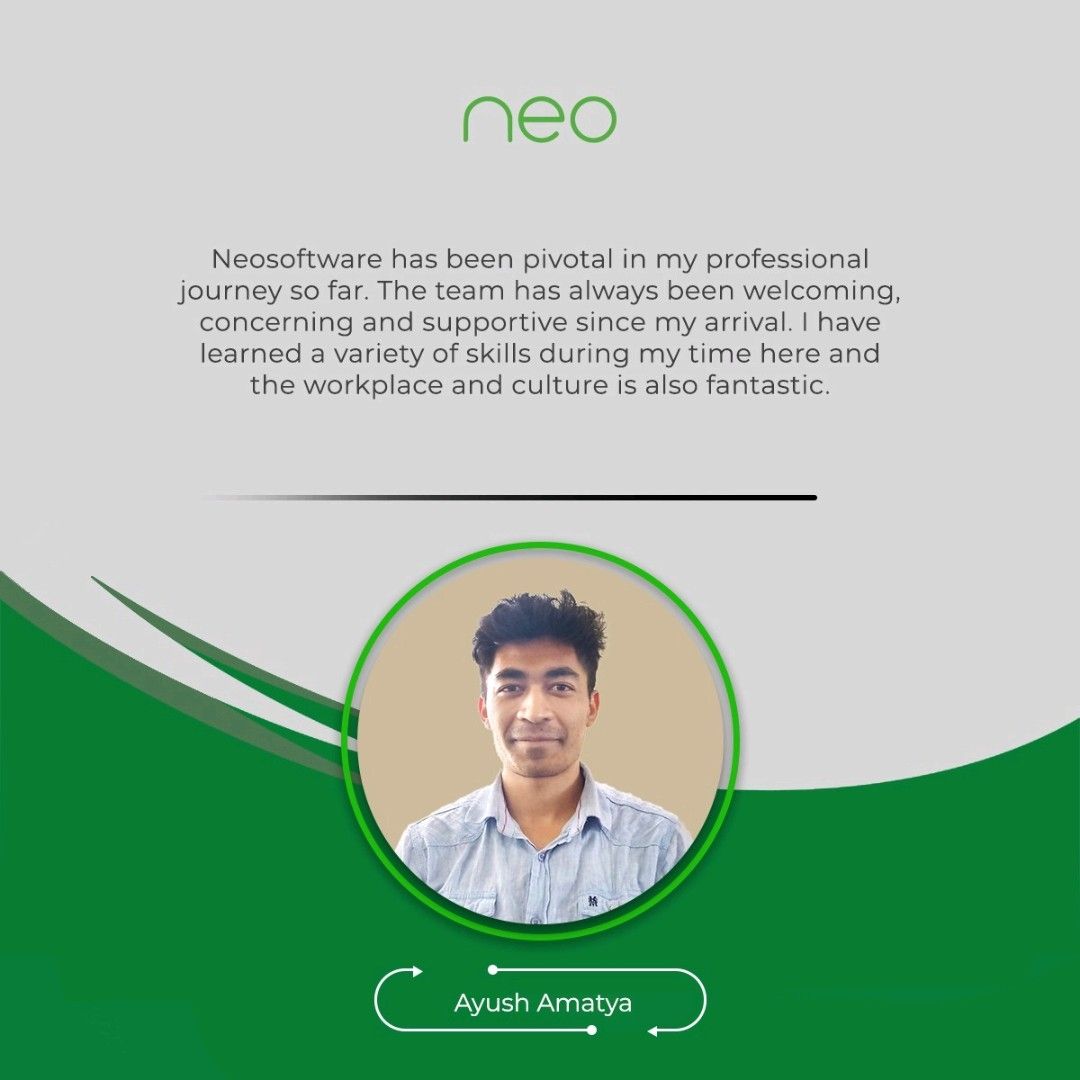 neo
Neosoftware has been pivotal in my professional
journey so far. The team has always been welcoming,
concerning and supportive since my arrival. I have
learned a variety of skills during my time here and
the workplace and culture is also fantastic.
Ayush Amatya